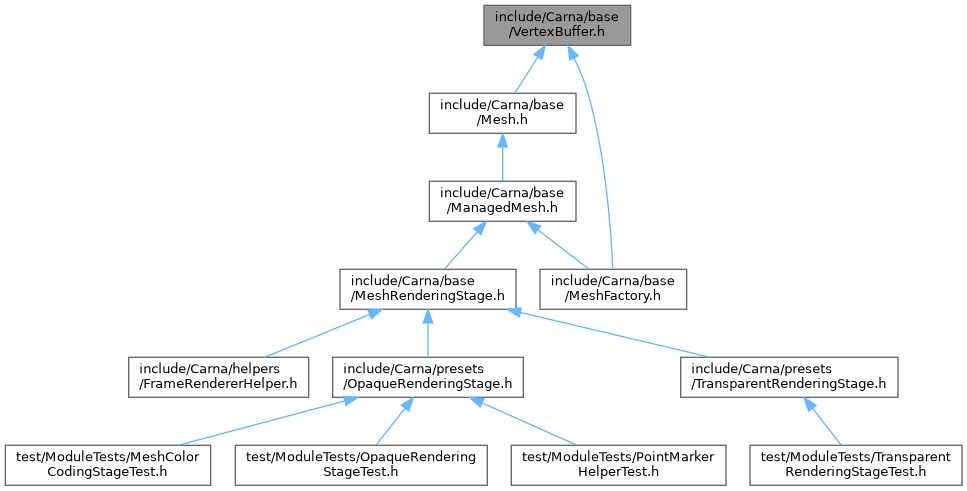 include/Carna/base
/VertexBuffer.h
include/Carna/base
/Mesh.h
include/Carna/base
/ManagedMesh.h
include/Carna/base
/MeshRenderingStage.h
include/Carna/base
/MeshFactory.h
include/Carna/helpers
/FrameRendererHelper.h
include/Carna/presets
/OpaqueRenderingStage.h
include/Carna/presets
/TransparentRenderingStage.h
test/ModuleTests/MeshColor
CodingStageTest.h
test/ModuleTests/OpaqueRendering
StageTest.h
test/ModuleTests/PointMarker
HelperTest.h
test/ModuleTests/Transparent
RenderingStageTest.h